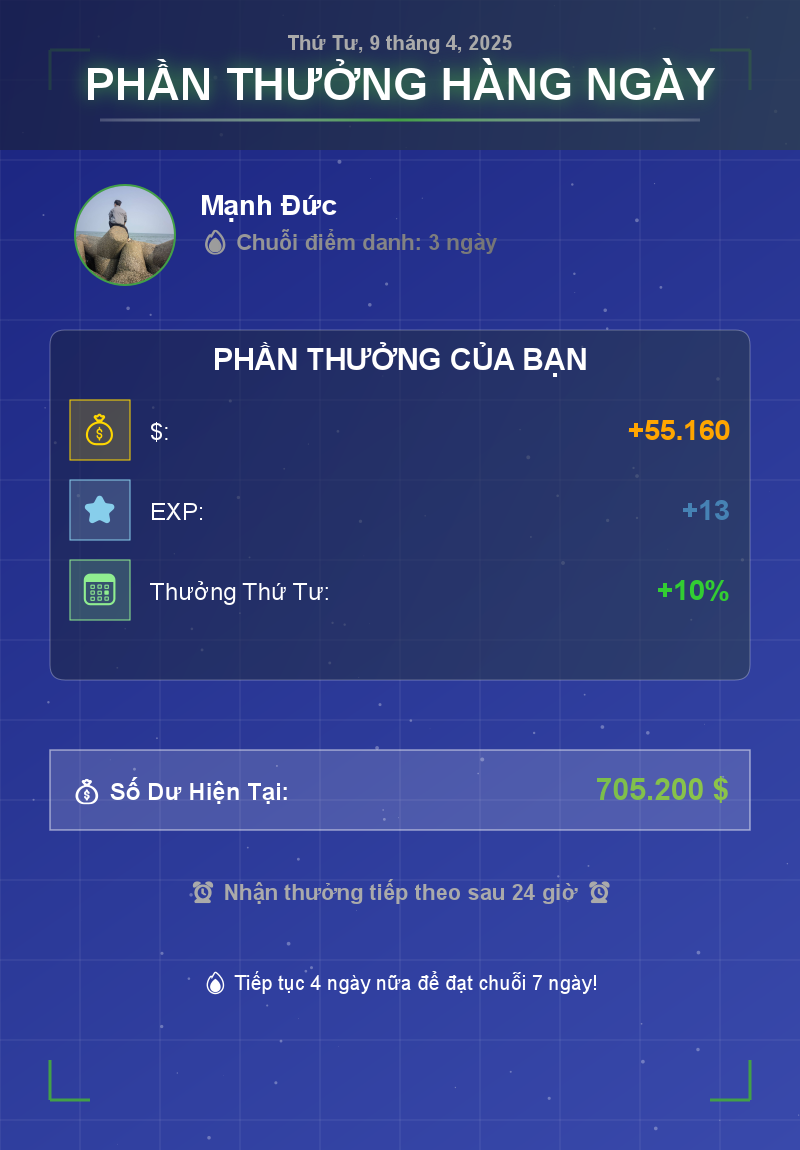 Thứ Tư, 9 tháng 4, 2025
PHẦN THƯỞNG HÀNG NGÀY
Mạnh Đức
Chuỗi điểm danh: 3 ngày
PHẦN THƯỞNG CỦA BẠN
$: +55.160
EXP: +13
Thưởng Thứ Tư: +10%
Số Dư Hiện Tại: 705.200 $
Nhận thưởng tiếp theo sau 24 giờ
Tiếp tục 4 ngày nữa để đạt chuỗi 7 ngày!